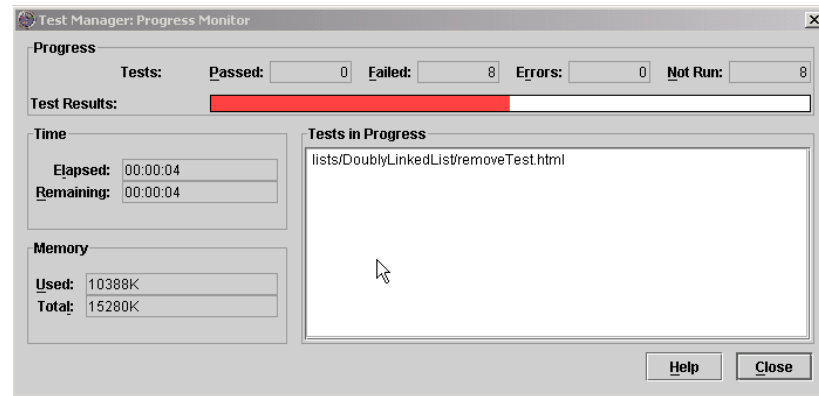 Test Manager: Progress Monitor
Progress
Tests: Passed: 0 Failed: 8 Errors: 0 Not Run: 8
Test Results:
Time
Elapsed: 00:00:04
Remaining: 00:00:04
Tests in Progress
lists/DoublyLinkedList/removeTest.html
Memory
Used: 10388K
Total: 15280K
Help Close